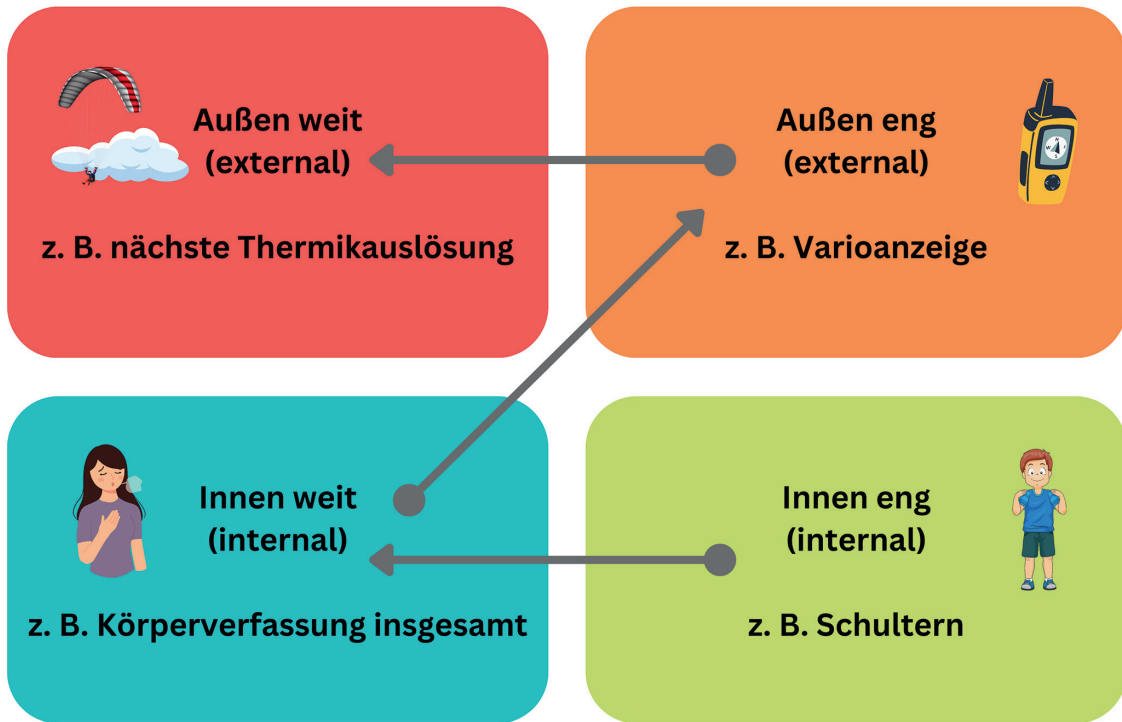 Außen weit
(external)
z. B. nächste Thermikauslösung
Außen eng
(external)
z. B. Varioanzeige
Innen weit
(internal)
z. B. Körperverfassung insgesamt
Innen eng
(internal)
z. B. Schultern